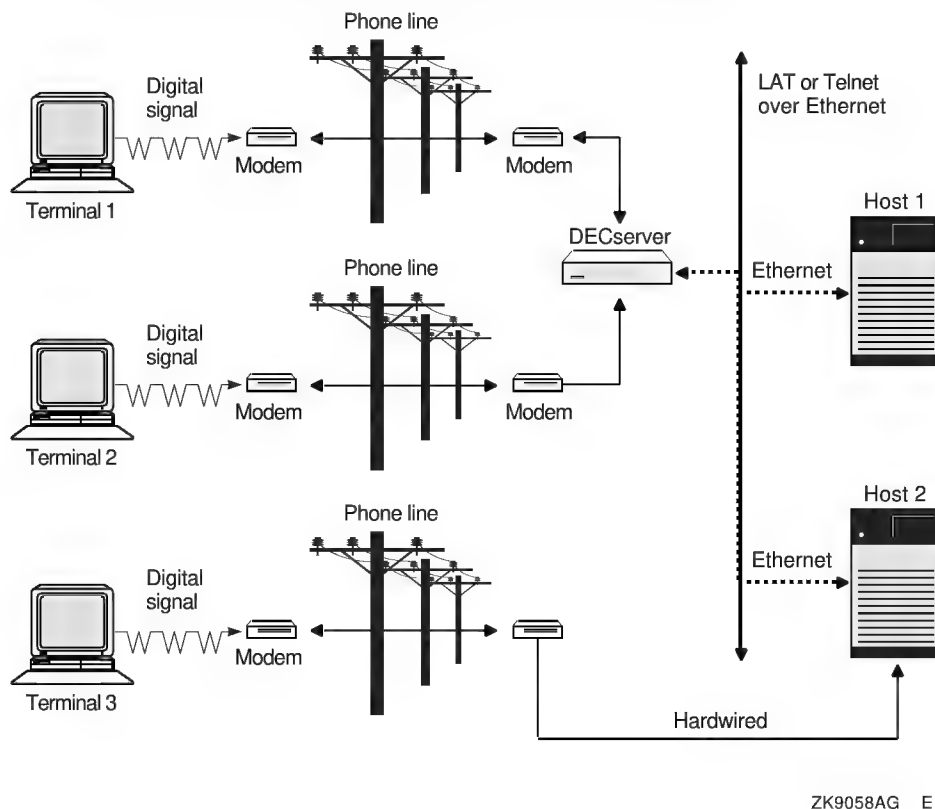 Phone line
Digital
signal
Modem
Modem
Terminal 1
LAT or Telnet
over Ethernet
Host 1
DECserver
Ethernet
Phone line
Digital
signal
Modem
Modem
Terminal 2
Host 2
Phone line
Ethernet
Digital
signal
Modem
Terminal 3
Hardwired
ZK9058AG E